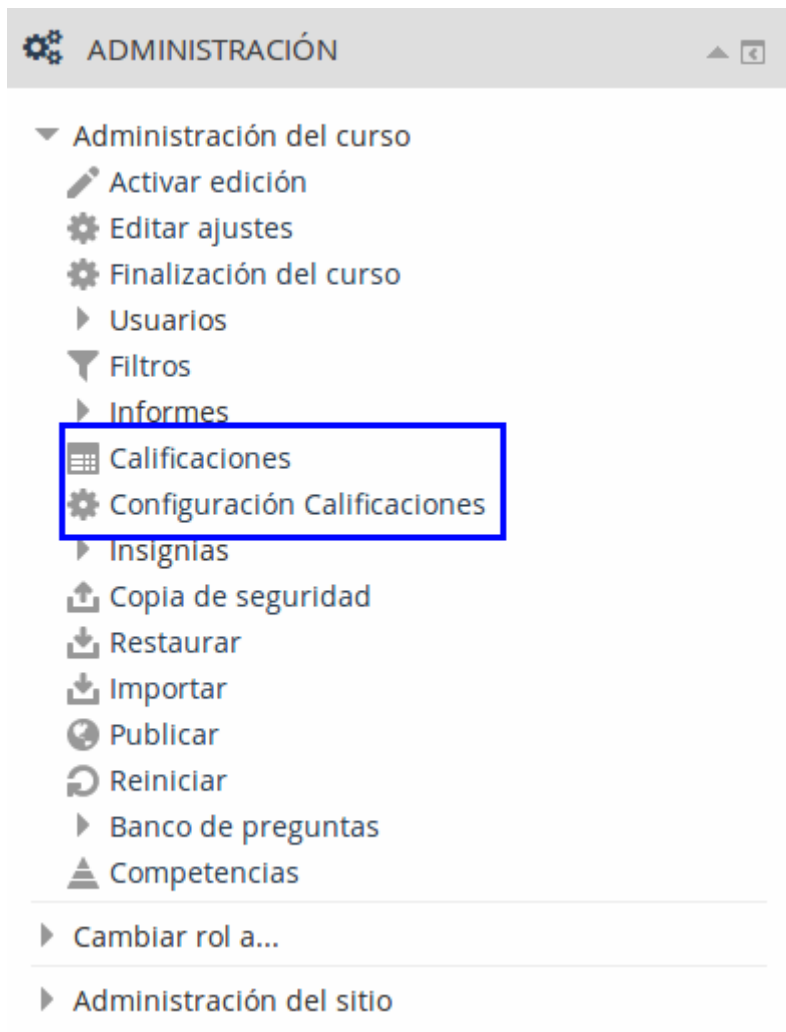 ADMINISTRACIÓN
Administración del curso
Activar edición
Editar ajustes
Finalización del curso
Usuarios
Filtros
Informes
Calificaciones
Configuración Calificaciones
Insignias
Copia de seguridad
Restaurar
Importar
Publicar
Reiniciar
Banco de preguntas
Competencias
Cambiar rol a...
Administración del sitio